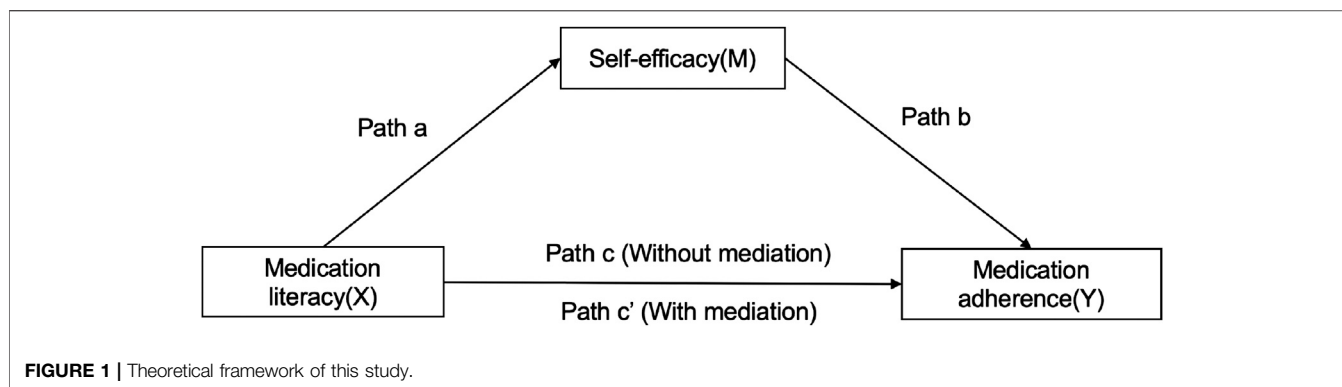 Self-efficacy(M)
Path a
Path b
Medication
literacy(X)
Path c (Without mediation)
Path c’ (With mediation)
Medication
adherence(Y)
FIGURE 1 | Theoretical framework of this study.